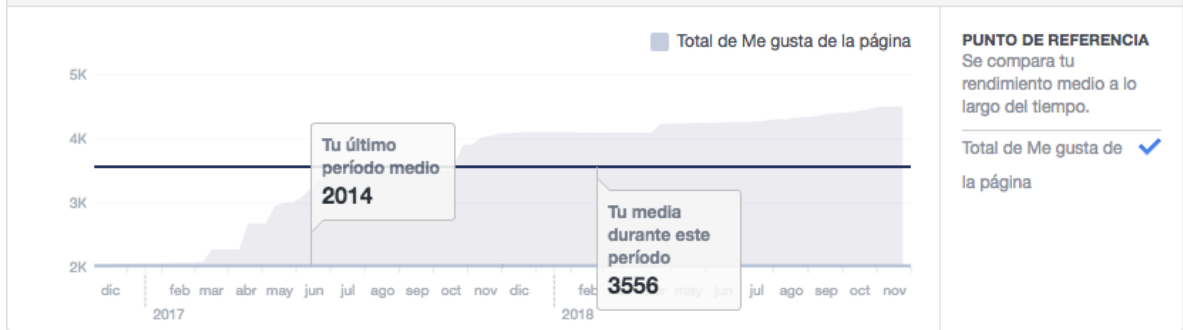 Total de Me gusta de la página
5K
4K
3K
2K
Tu último
período medio
2014
Tu media
durante este
período
3556
dic feb mar abr may jun jul ago sep oct nov dic feb may jun jul ago sep oct nov
2017 2018
PUNTO DE REFERENCIA
Se compara tu
rendimiento medio a lo
largo del tiempo.
Total de Me gusta de
la página